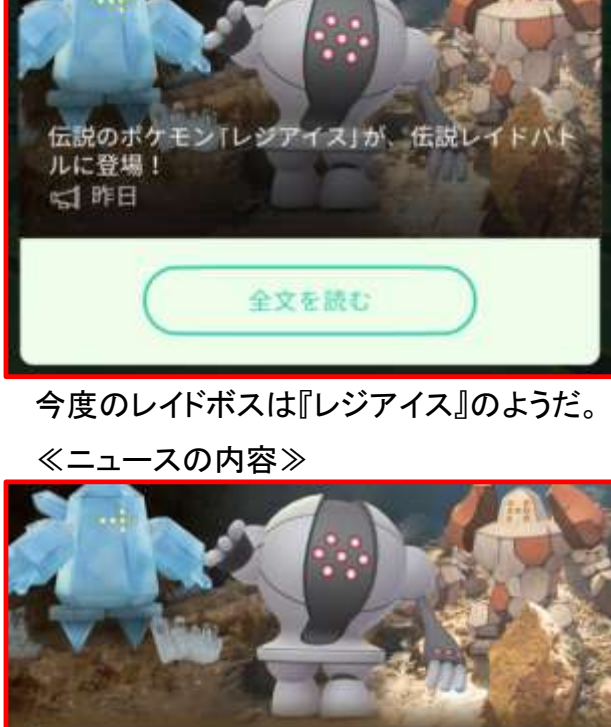 伝説のポケモン「レジアイス」が、伝説レイドバト
ルに登場！
昨日
全文を読む
今度のレイドボスは『レジアイス』のようだ。
≪ニュースの内容≫